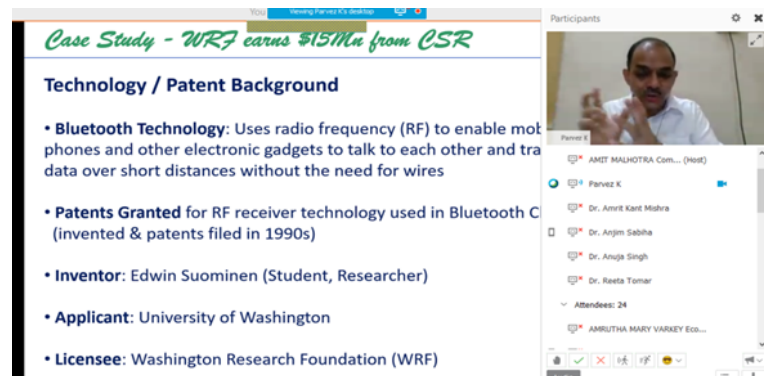 You
Viewing Parvez K's desktop
Case Study - WRF earns $15Mn from CSR
Technology / Patent Background
• Bluetooth Technology: Uses radio frequency (RF) to enable mob
phones and other electronic gadgets to talk to each other and tra
data over short distances without the need for wires
• Patents Granted for RF receiver technology used in Bluetooth C
(invented & patents filed in 1990s)
• Inventor: Edwin Suominen (Student, Researcher)
• Applicant: University of Washington
• Licensee: Washington Research Foundation (WRF)
Participants
Parvez K
AMIT MALHOTRA Com... (Host)
Parvez K
Dr. Amrit Kant Mishra
Dr. Anjim Sabiha
Dr. Anuja Singh
Dr. Reeta Tomar
Attendees: 24
AMRUTHA MARY VARKEY Eco...